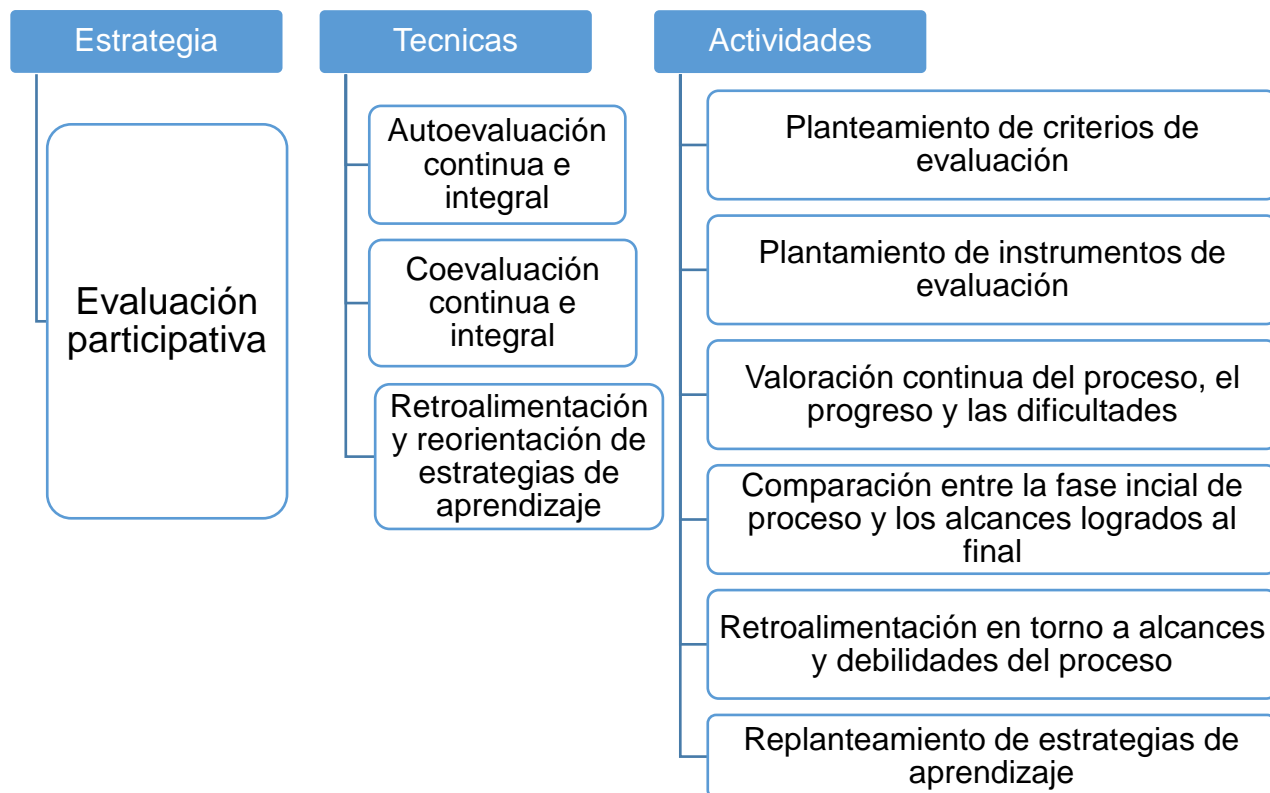 Estrategia
Evaluación
participativa
Tecnicas
Autoevaluación
continua e
integral
Coevaluación
continua e
integral
Retroalimentación
y reorientación de
estrategias de
aprendizaje
Actividades
Planteamiento de criterios de
evaluación
Plantamiento de instrumentos de
evaluación
Valoración continua del proceso, el
progreso y las dificultades
Comparación entre la fase incial de
proceso y los alcances logrados al
final
Retroalimentación en torno a alcances
y debilidades del proceso
Replanteamiento de estrategias de
aprendizaje